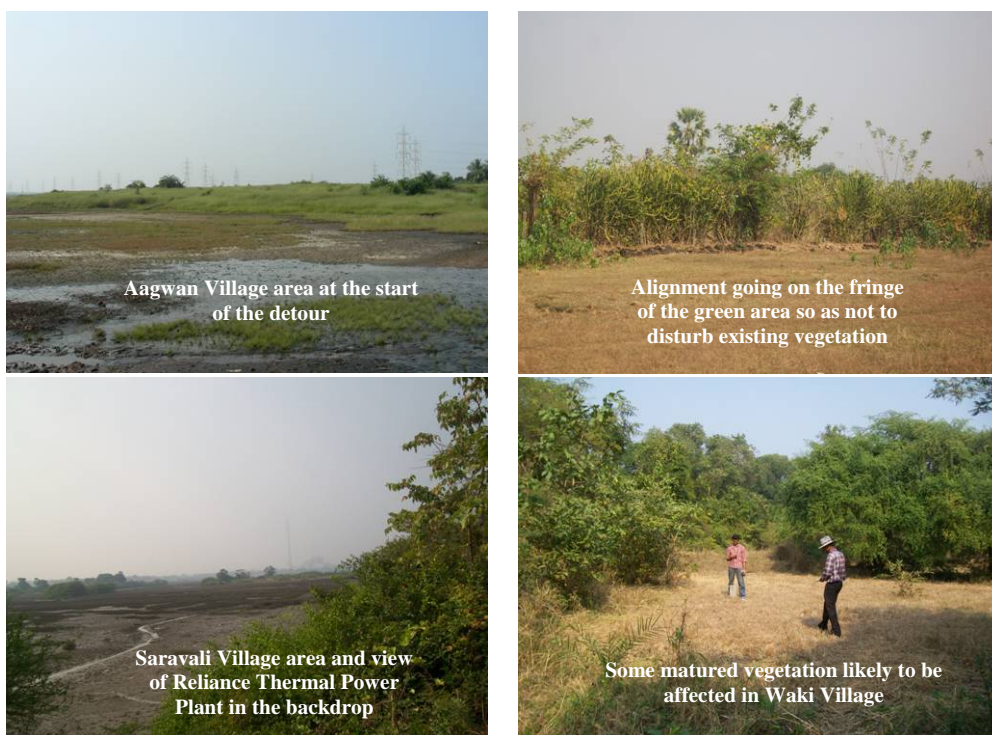 Aagwan Village area at the start
of the detour
Alignment going on the fringe
of the green area so as not to
disturb existing vegetation
Saravali Village area and view
of Reliance Thermal Power
Plant in the backdrop
Some matured vegetation likely to be
affected in Waki Village